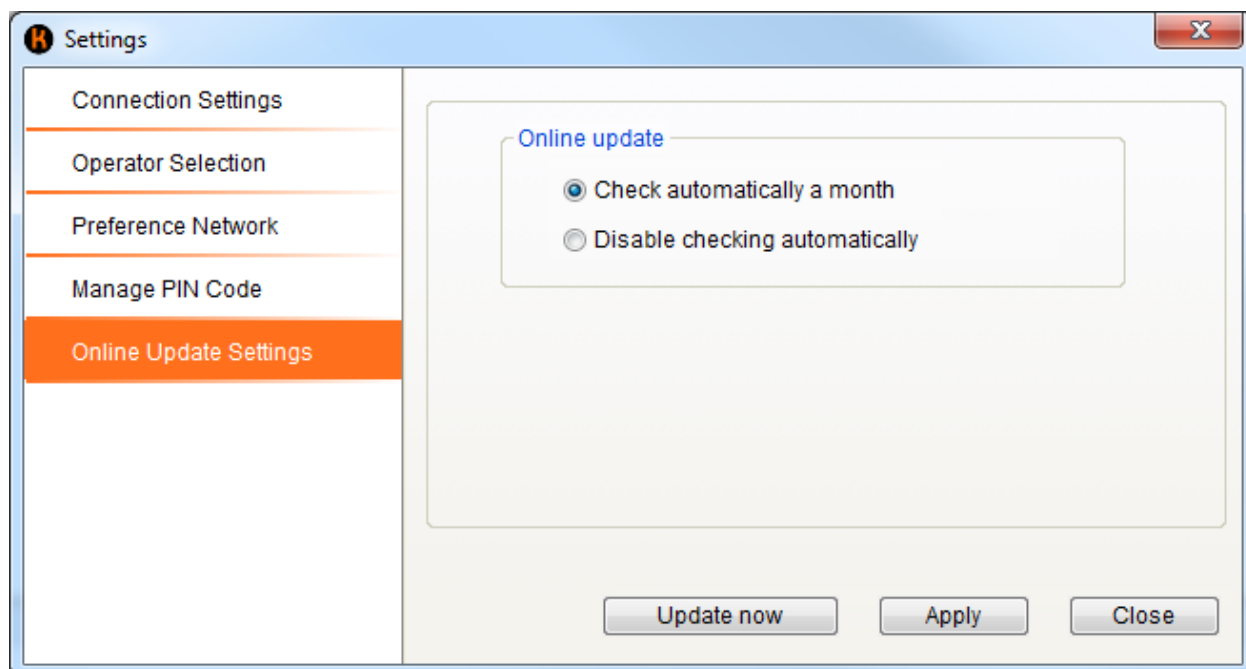 Settings
Connection Settings
Operator Selection
Preference Network
Manage PIN Code
Online Update Settings
Online update
Check automatically a month
Disable checking automatically
Update now
Apply
Close